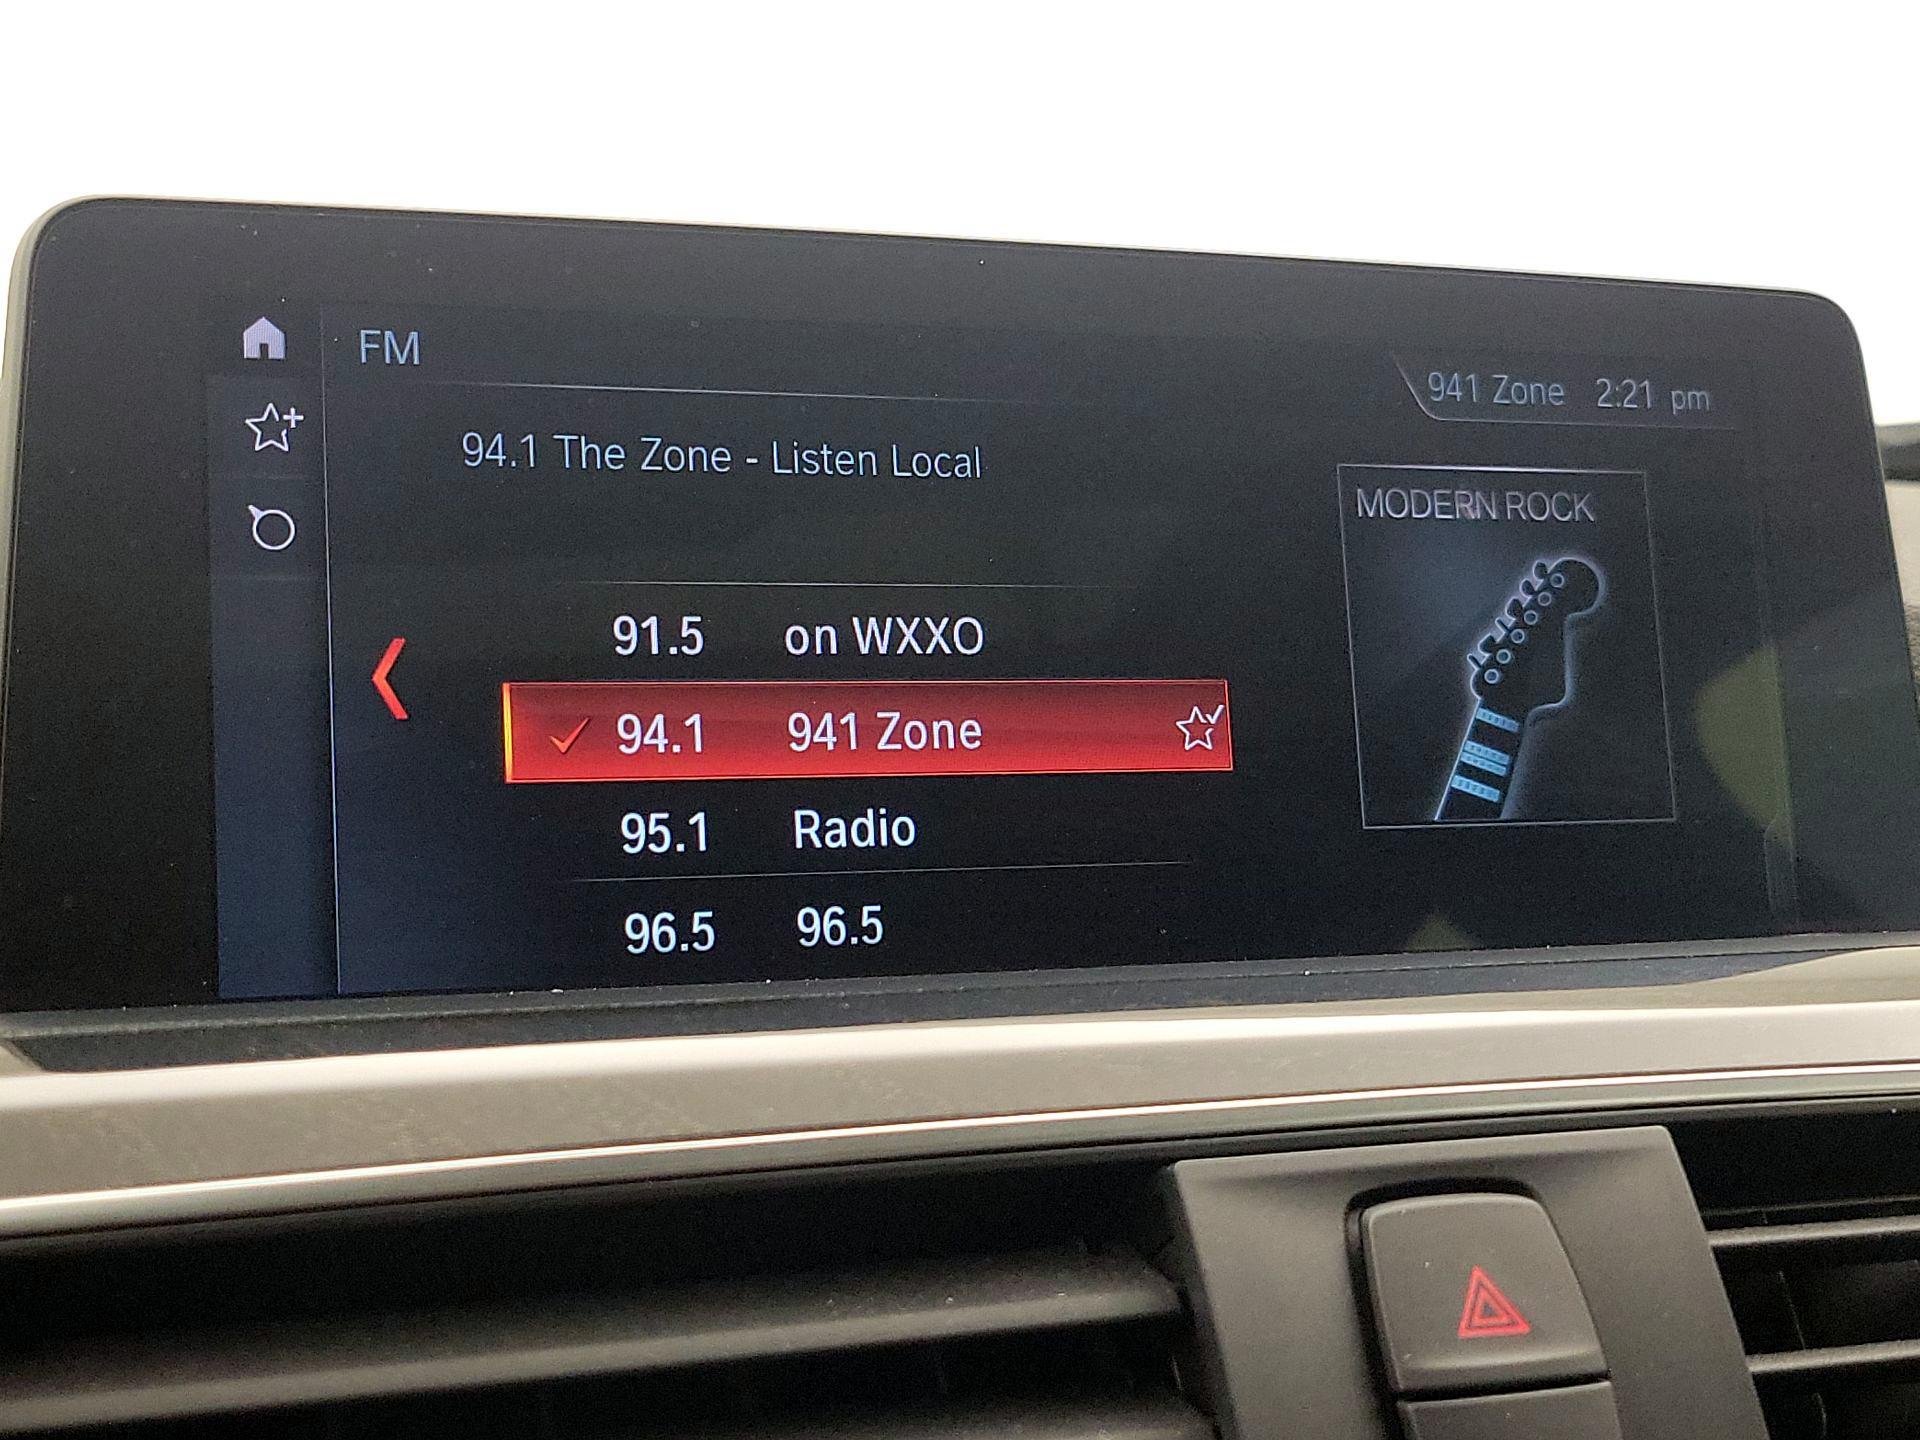 FM
941 Zone 2:21 pm
94.1 The Zone - Listen Local
MODERN ROCK
91.5 on WXXO
94.1 941 Zone
95.1 Radio
96.5 96.5